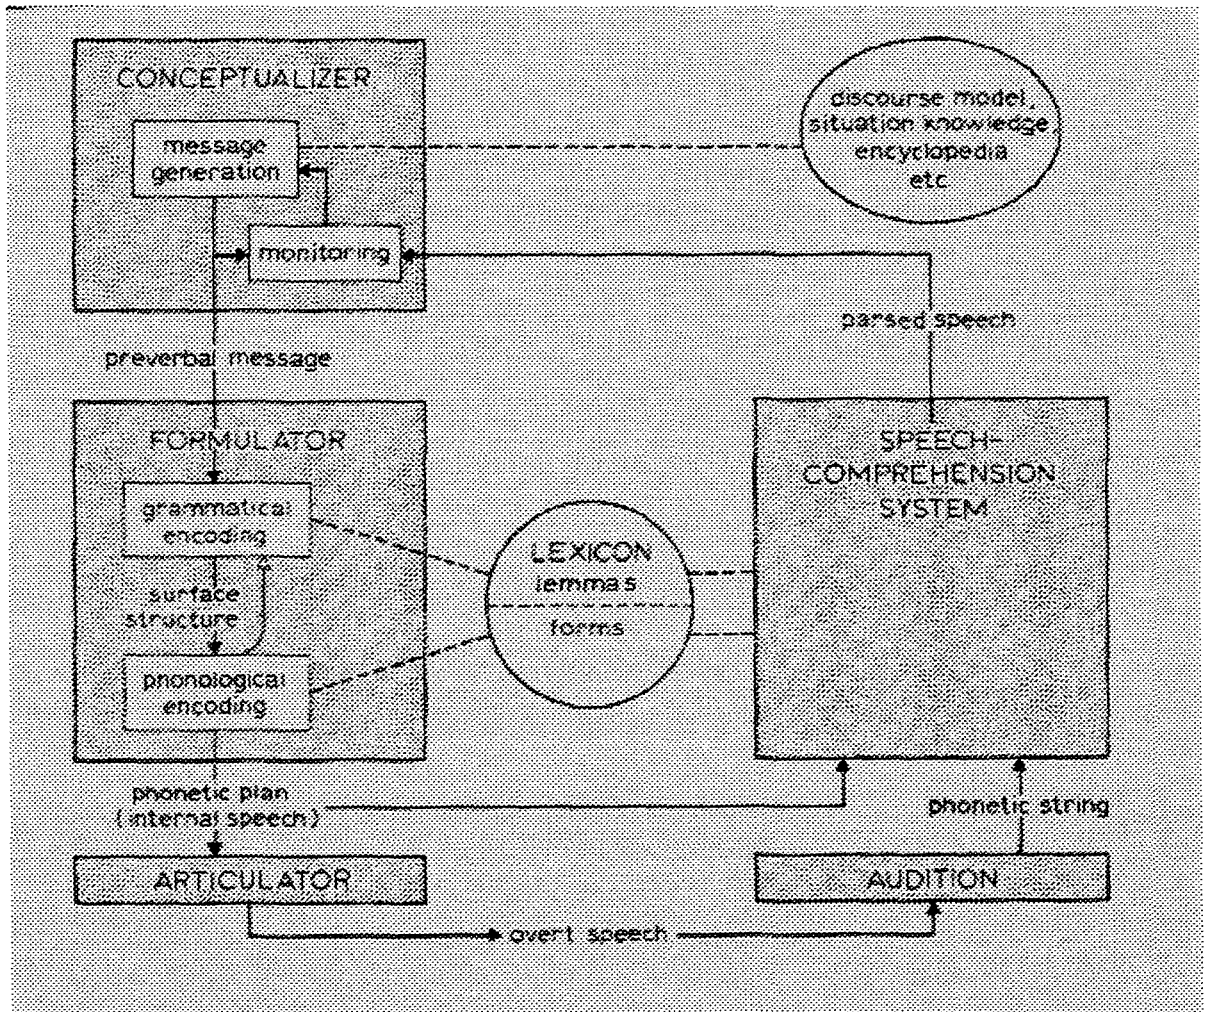 CONCEPTUALIZER
message
generation
monitoring
discourse model,
situation knowledge,
encyclopedia
etc
parsed speech
preverbal message
FORMULATOR
grammatical
encoding
surface
structure
phonological
encoding
LEXICON
lemmas
forms
SPEECH-
COMPREHENSION
SYSTEM
phonetic plan
(internal speech)
phonetic string
ARTICULATOR
AUDITION
overt speech